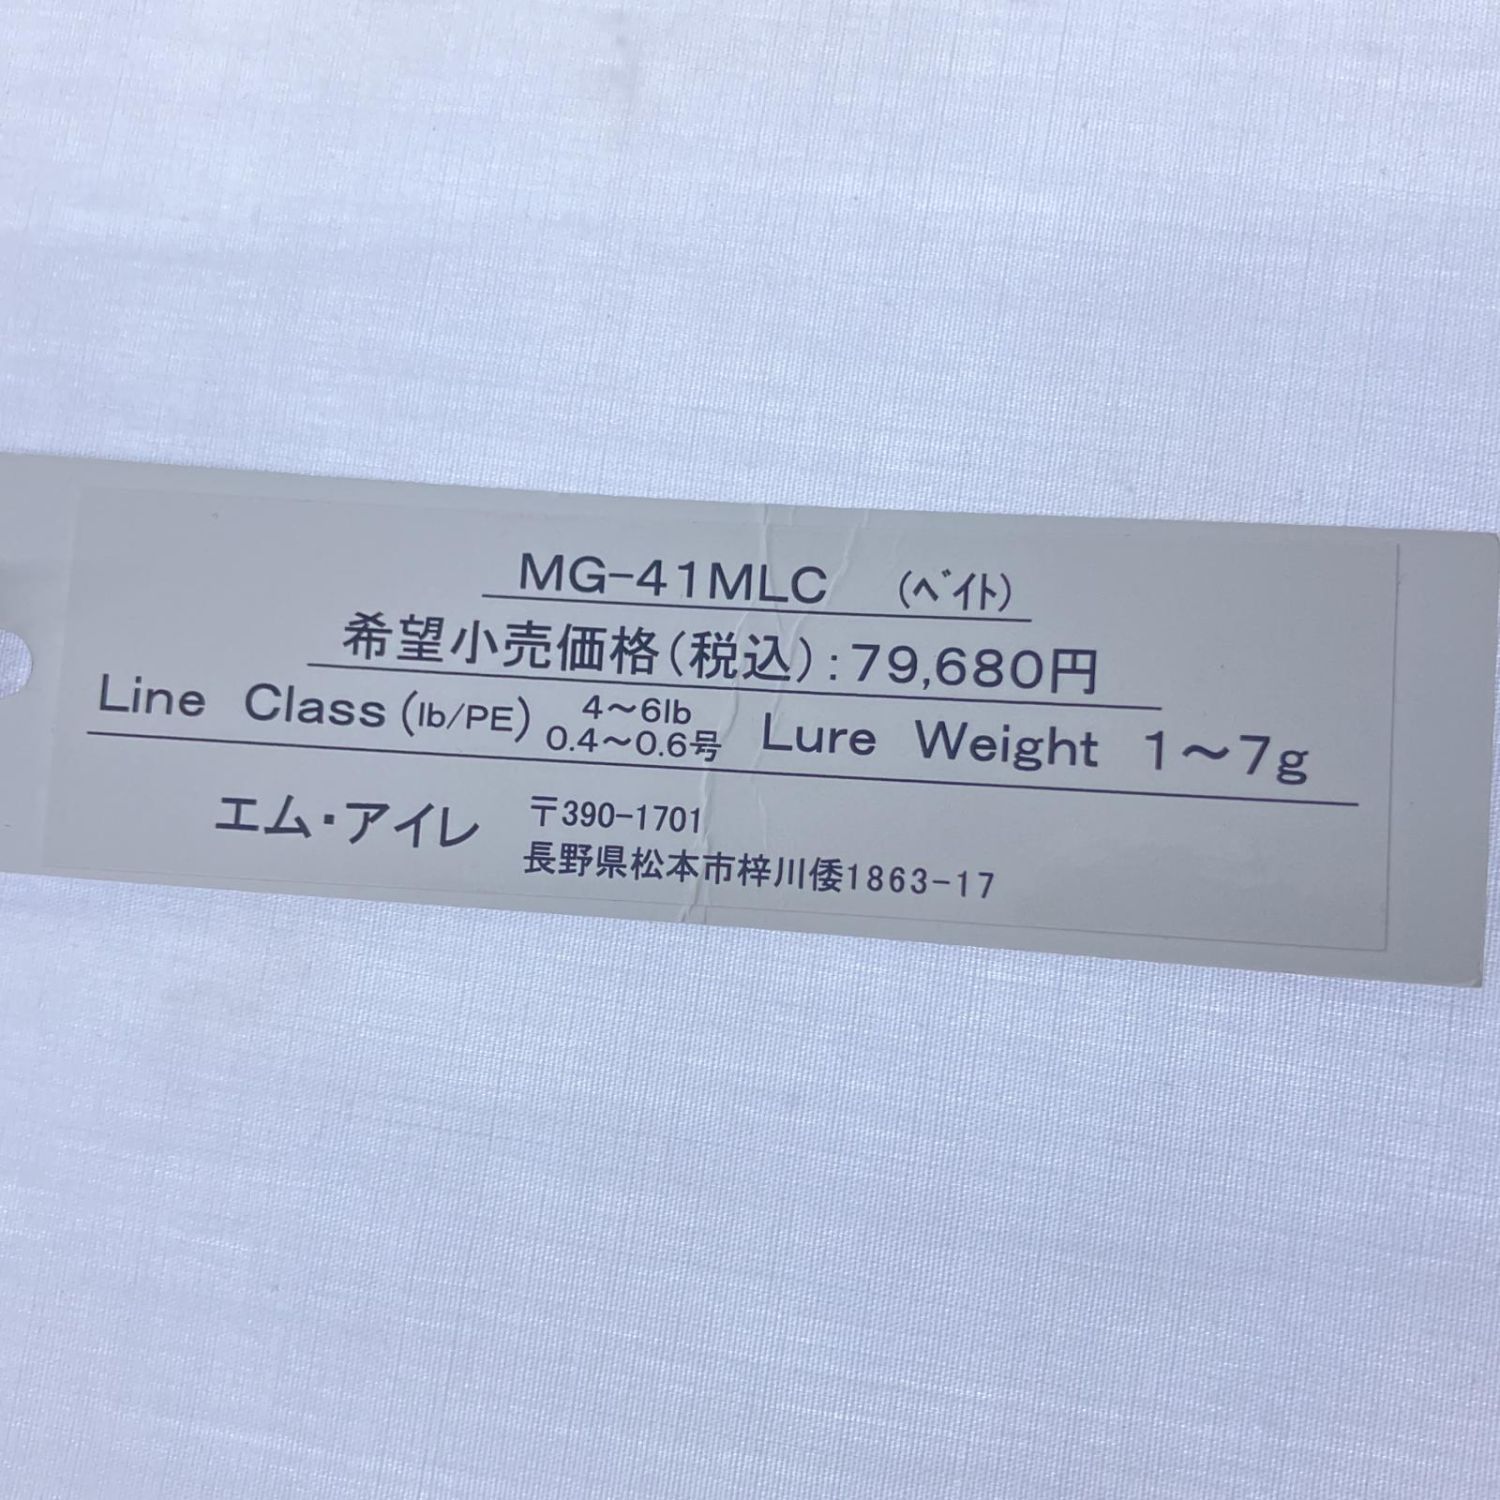 MG-41MLC (ベイト)
希望小売価格(税込):79,680円
Line Class(lb/PE) 4～6lb 0.4～0.6号 Lure Weight 1～7g
エム・アイレ 〒390-1701
長野県松本市梓川倭1863-17